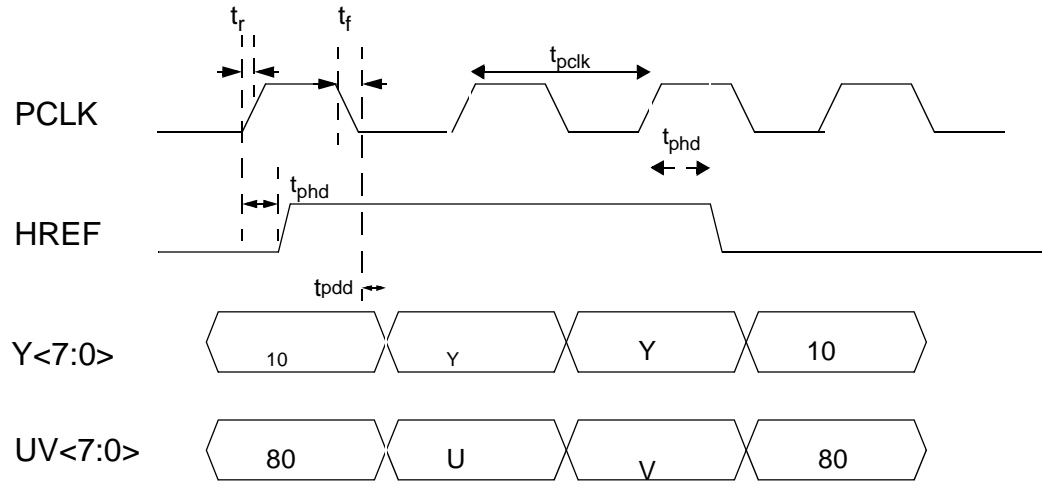 tr
tf
tpclk
PCLK
tphd
tphd
HREF
tpdd
Y<7:0>
10
Y
Y
10
UV<7:0>
80
U
V
80